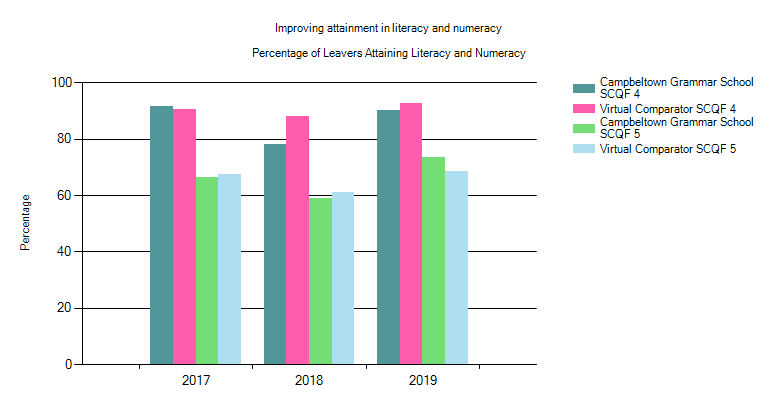 Improving attainment in literacy and numeracy
Percentage of Leavers Attaining Literacy and Numeracy
100
80
60
40
20
0
Percentage
2017
2018
2019
Campbeltown Grammar School
SCQF 4
Virtual Comparator SCQF 4
Campbeltown Grammar School
SCQF 5
Virtual Comparator SCQF 5